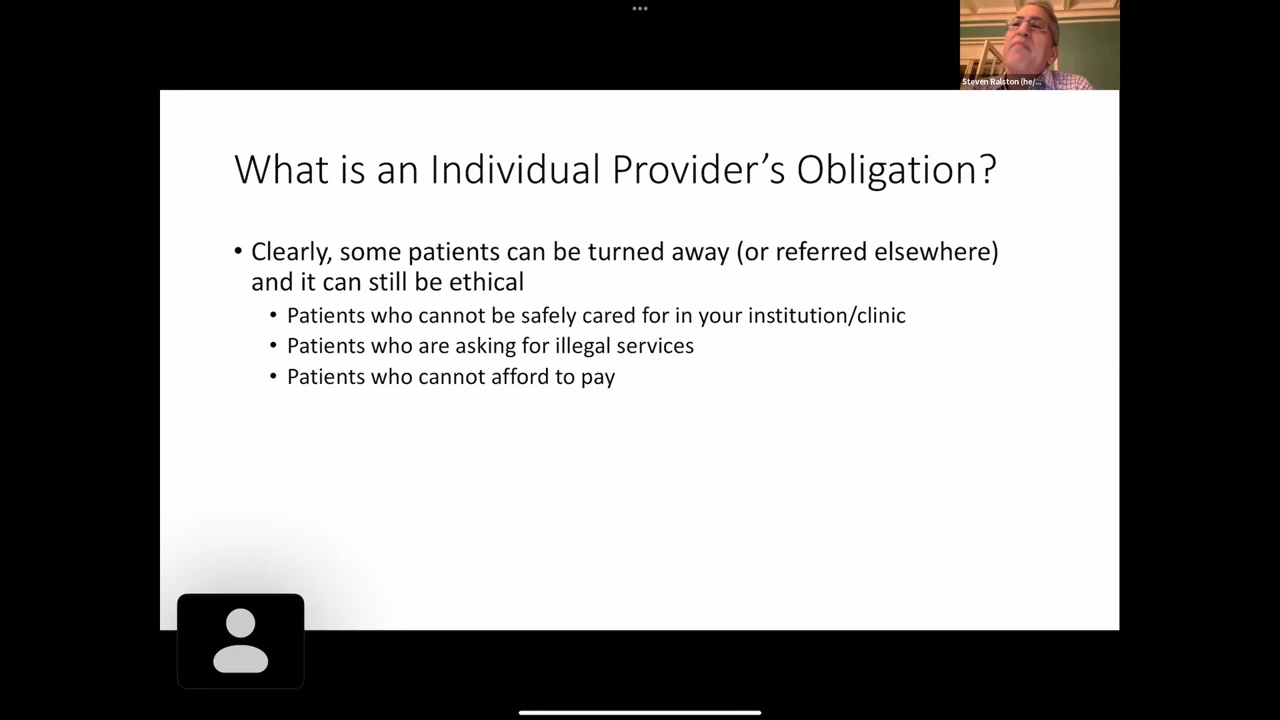 Steven Ralston (he/...
What is an Individual Provider’s Obligation?
• Clearly, some patients can be turned away (or referred elsewhere)
and it can still be ethical
• Patients who cannot be safely cared for in your institution/clinic
• Patients who are asking for illegal services
• Patients who cannot afford to pay